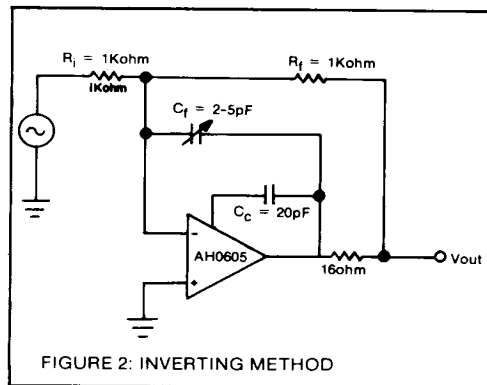 Ri = 1Kohm
1Kohm
Rf = 1Kohm
Cf = 2-5pF
Cc = 20pF
-
AH0605
+
16ohm
Vout
FIGURE 2: INVERTING METHOD